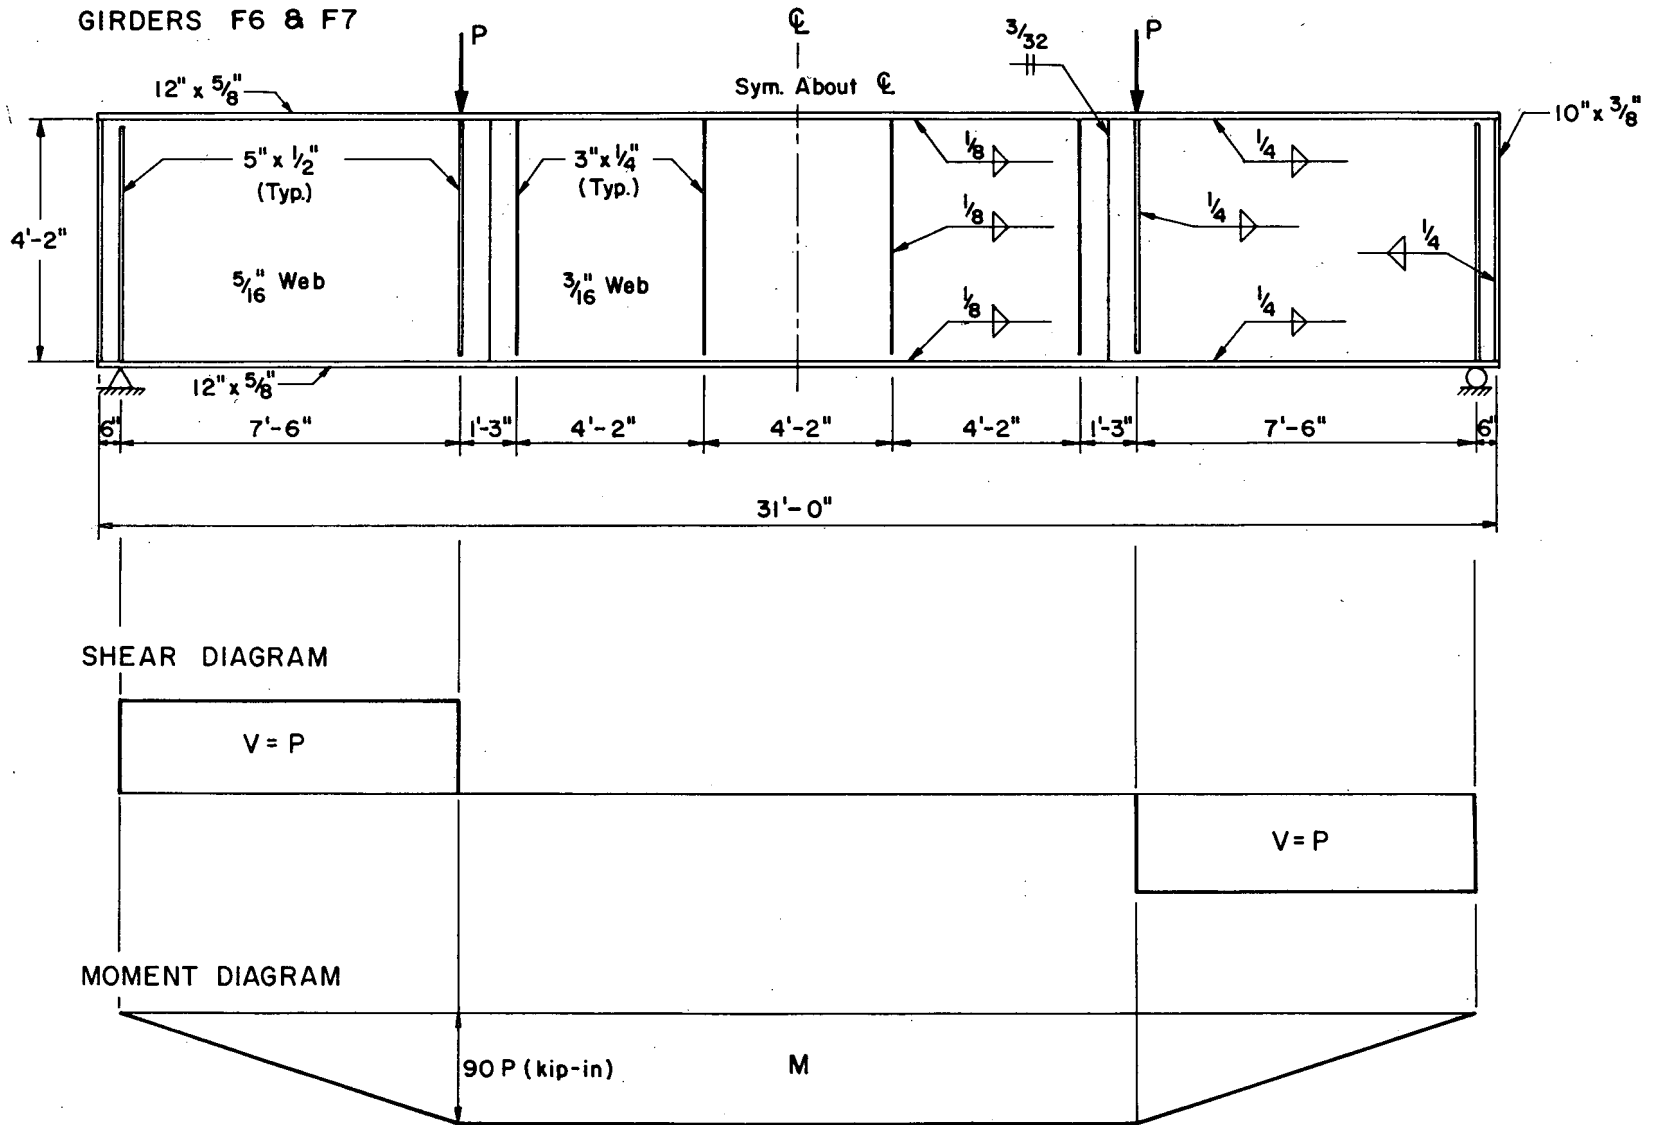 GIRDERS F6 & F7
P
℄
3/32
P
12" x 5/8"
Sym. About ℄
10" x 3/8"
5" x 1/2"
(Typ.)
3" x 1/4"
(Typ.)
1/8
1/4
4'-2"
1/8
1/4
1/4
5/16" Web
3/16" Web
1/8
1/4
12" x 5/8"
6"
7'-6"
1'-3"
4'-2"
4'-2"
4'-2"
1'-3"
7'-6"
6"
31'-0"
SHEAR DIAGRAM
V = P
V = P
MOMENT DIAGRAM
90 P (kip-in)
M